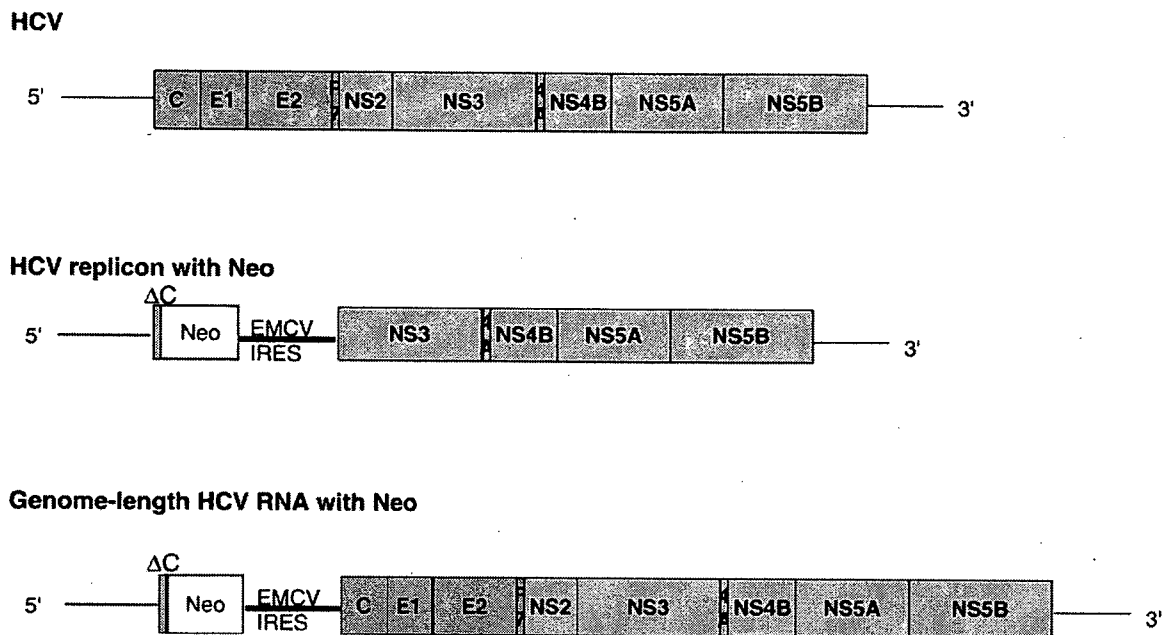 HCV
5' C E1 E2 NS2 NS3 NS4B NS5A NS5B 3'
HCV replicon with Neo
ΔC
5' Neo EMCV IRES NS3 NS4B NS5A NS5B 3'
Genome-length HCV RNA with Neo
ΔC
5' Neo EMCV IRES C E1 E2 NS2 NS3 NS4B NS5A NS5B 3'